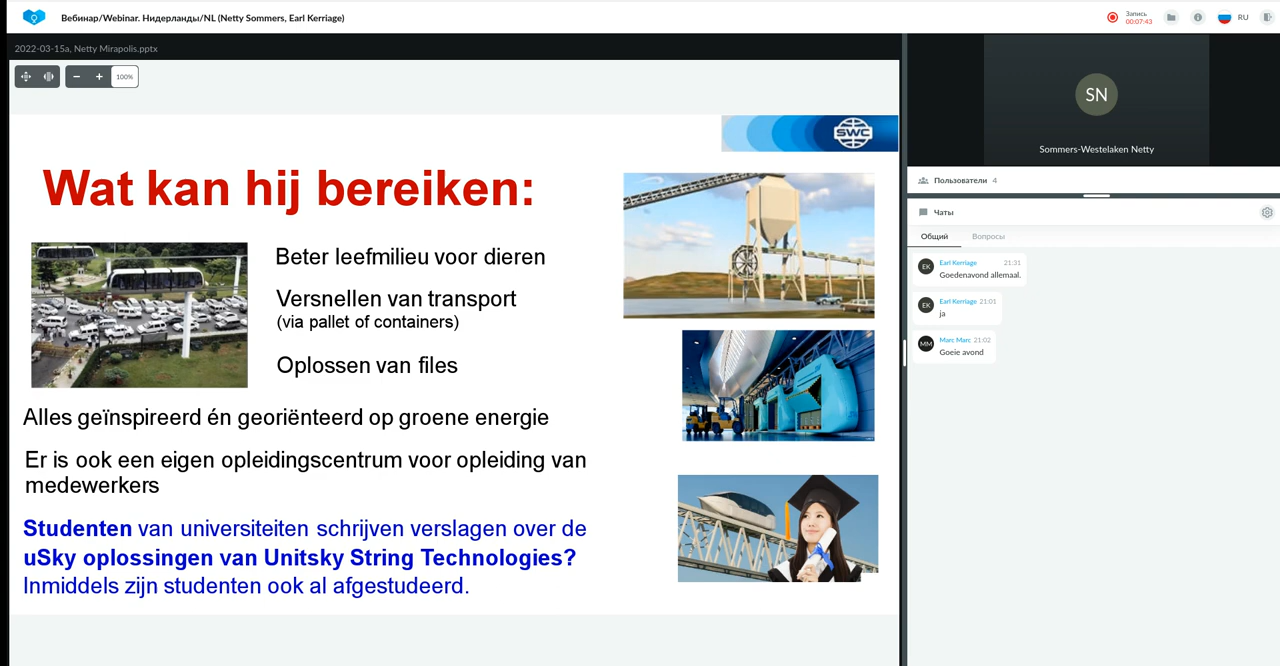 Вебинар/Webinar. Нидерланды/NL (Netty Sommers, Earl Kerriage)
Запись
00:07:43
RU
2022-03-15a, Netty Mirapolis.pptx
100%
SWC
Wat kan hij bereiken:
Beter leefmilieu voor dieren
Versnellen van transport
(via pallet of containers)
Oplossen van files
Alles geïnspireerd én georiënteerd op groene energie
Er is ook een eigen opleidingscentrum voor opleiding van
medewerkers
Studenten van universiteiten schrijven verslagen over de
uSky oplossingen van Unitsky String Technologies?
Inmiddels zijn studenten ook al afgestudeerd.
SN
Sommers-Westelaken Netty
Пользователи 4
Чаты
Общий Вопросы
EK Earl Kerriage 21:31
Goedenavond allemaal.
EK Earl Kerriage 21:01
ja
MM Marc Marc 21:02
Goeie avond